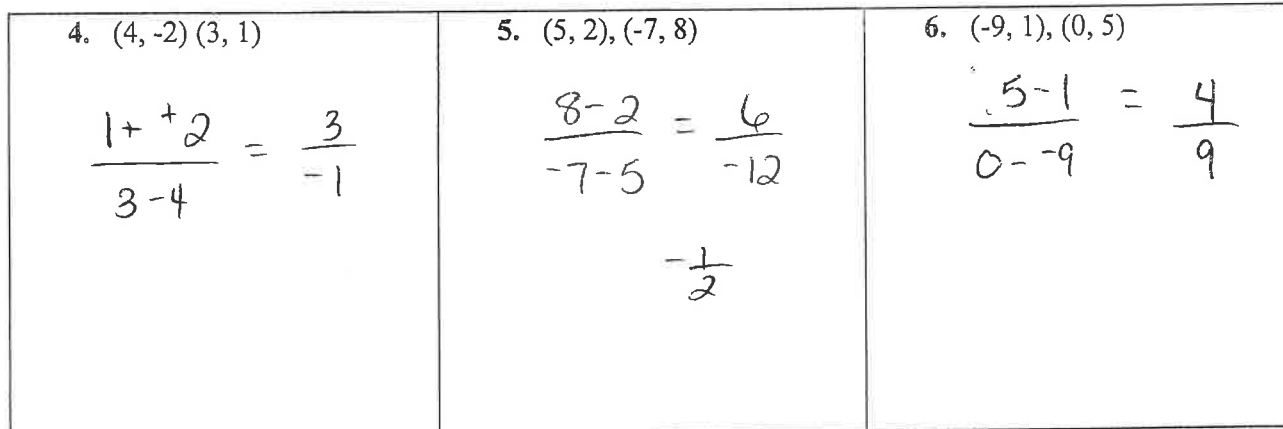 4. (4, -2) (3, 1)
1 + +2 / 3 - 4 = 3 / -1
5. (5, 2), (-7, 8)
8 - 2 / -7 - 5 = 6 / -12
- 1 / 2
6. (-9, 1), (0, 5)
5 - 1 / 0 - -9 = 4 / 9